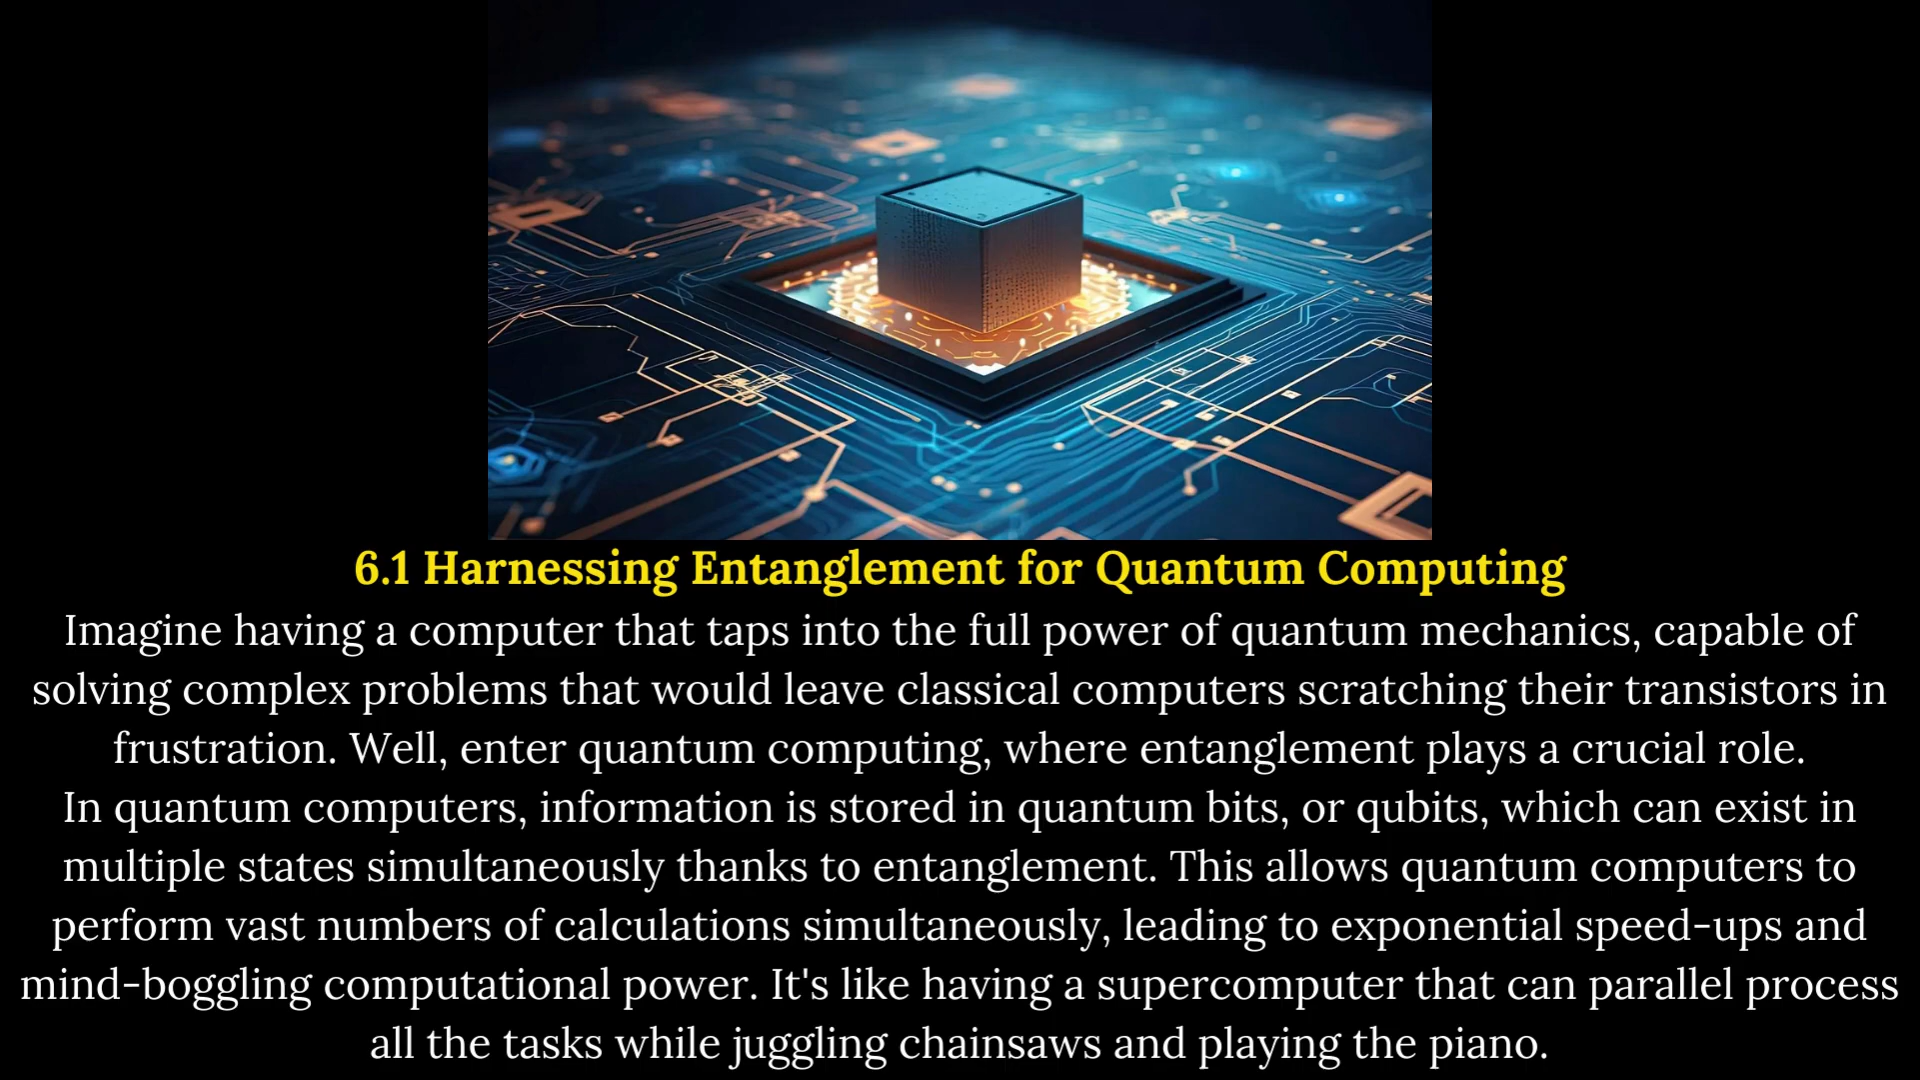 6.1 Harnessing Entanglement for Quantum Computing
Imagine having a computer that taps into the full power of quantum mechanics, capable of
solving complex problems that would leave classical computers scratching their transistors in
frustration. Well, enter quantum computing, where entanglement plays a crucial role.
In quantum computers, information is stored in quantum bits, or qubits, which can exist in
multiple states simultaneously thanks to entanglement. This allows quantum computers to
perform vast numbers of calculations simultaneously, leading to exponential speed-ups and
mind-boggling computational power. It's like having a supercomputer that can parallel process
all the tasks while juggling chainsaws and playing the piano.